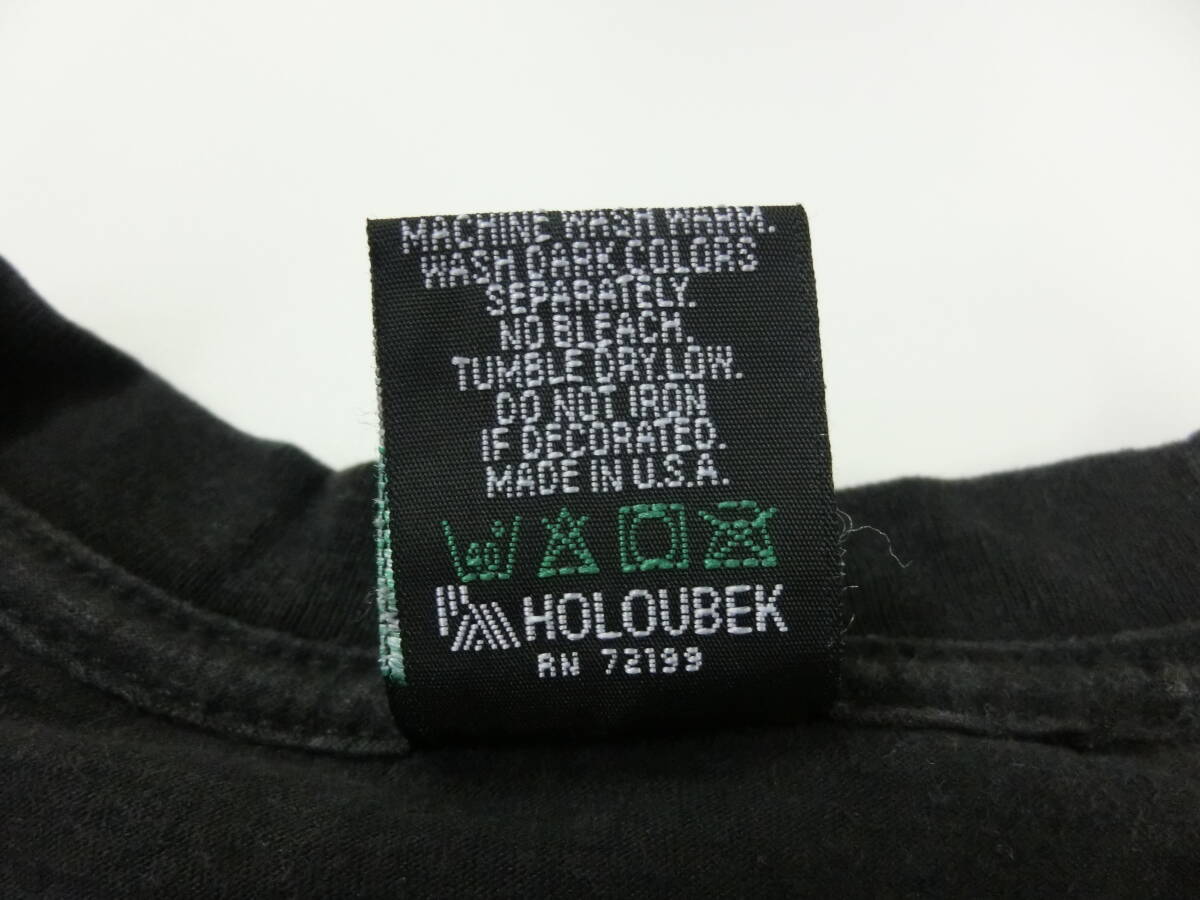 MACHINE WASH WARM.
WASH DARK COLORS
SEPARATELY.
NO BLEACH.
TUMBLE DRY.LOW.
DO NOT IRON
IF DECORATED.
MADE IN U.S.A.
40°
HOLOUBEK
RN 72199